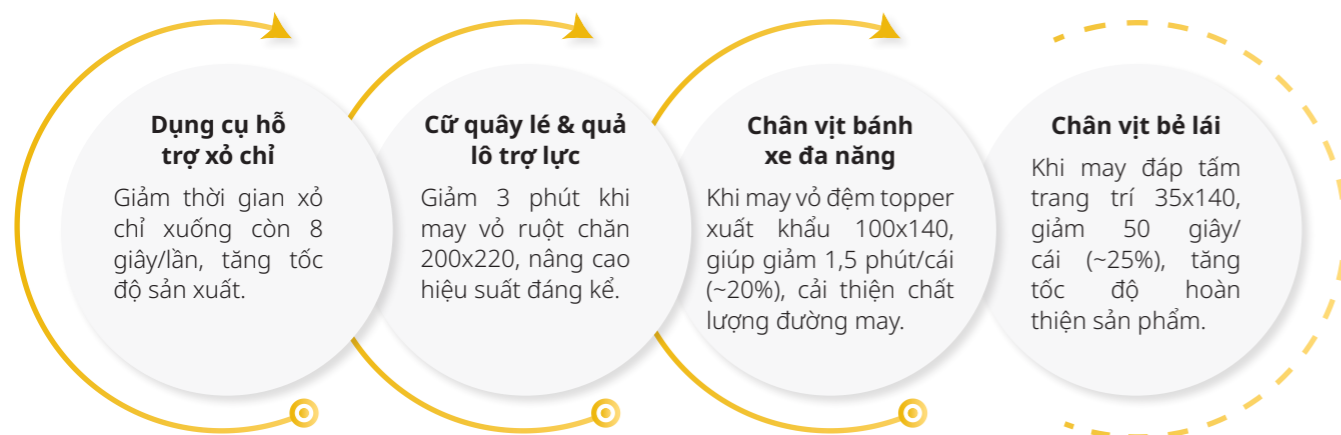 Dụng cụ hỗ
trợ xỏ chỉ
Giảm thời gian xỏ
chỉ xuống còn 8
giây/lần, tăng tốc
độ sản xuất.
Cữ quây lé & quả
lô trợ lực
Giảm 3 phút khi
may vỏ ruột chăn
200x220, nâng cao
hiệu suất đáng kể.
Chân vịt bánh
xe đa năng
Khi may vỏ đệm topper
xuất khẩu 100x140,
giúp giảm 1,5 phút/cái
(~20%), cải thiện chất
lượng đường may.
Chân vịt bẻ lái
Khi may đáp tấm
trang trí 35x140,
giảm 50 giây/
cái (~25%), tăng
tốc độ hoàn
thiện sản phẩm.